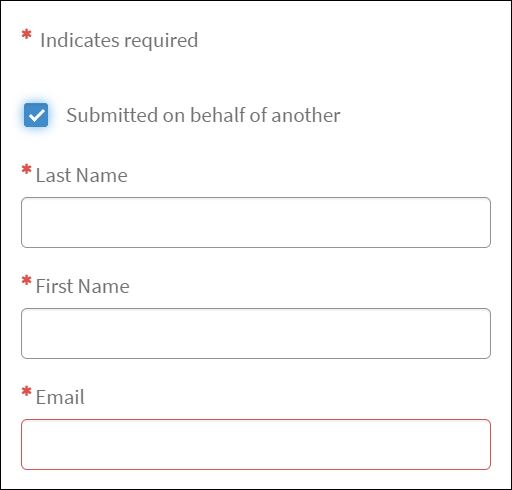 * Indicates required
Submitted on behalf of another
* Last Name
* First Name
* Email